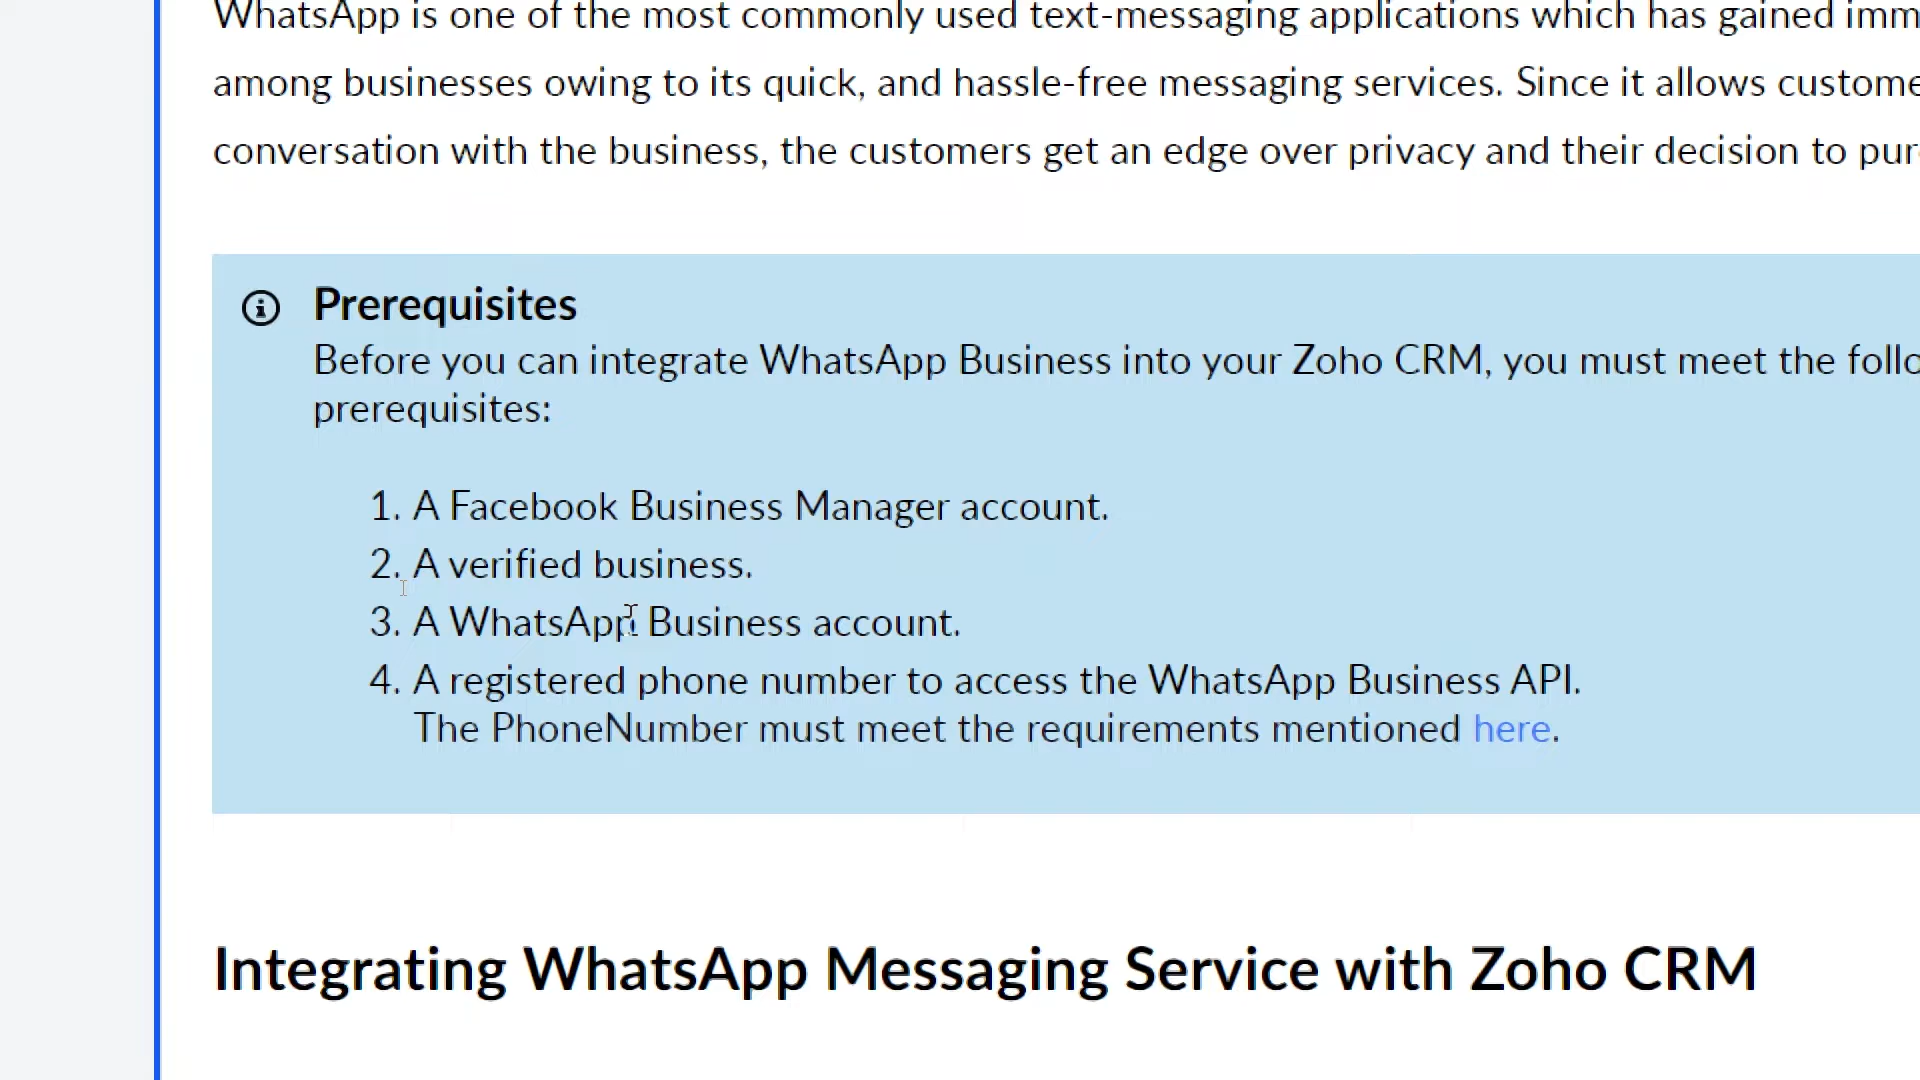 WhatsApp is one of the most commonly used text-messaging applications which has gained
among businesses owing to its quick, and hassle-free messaging services. Since it allows
conversation with the business, the customers get an edge over privacy and their decision to
Prerequisites
Before you can integrate WhatsApp Business into your Zoho CRM, you must meet the
prerequisites:
1. A Facebook Business Manager account.
2. A verified business.
3. A WhatsApp Business account.
4. A registered phone number to access the WhatsApp Business API.
The PhoneNumber must meet the requirements mentioned here.
Integrating WhatsApp Messaging Service with Zoho CRM